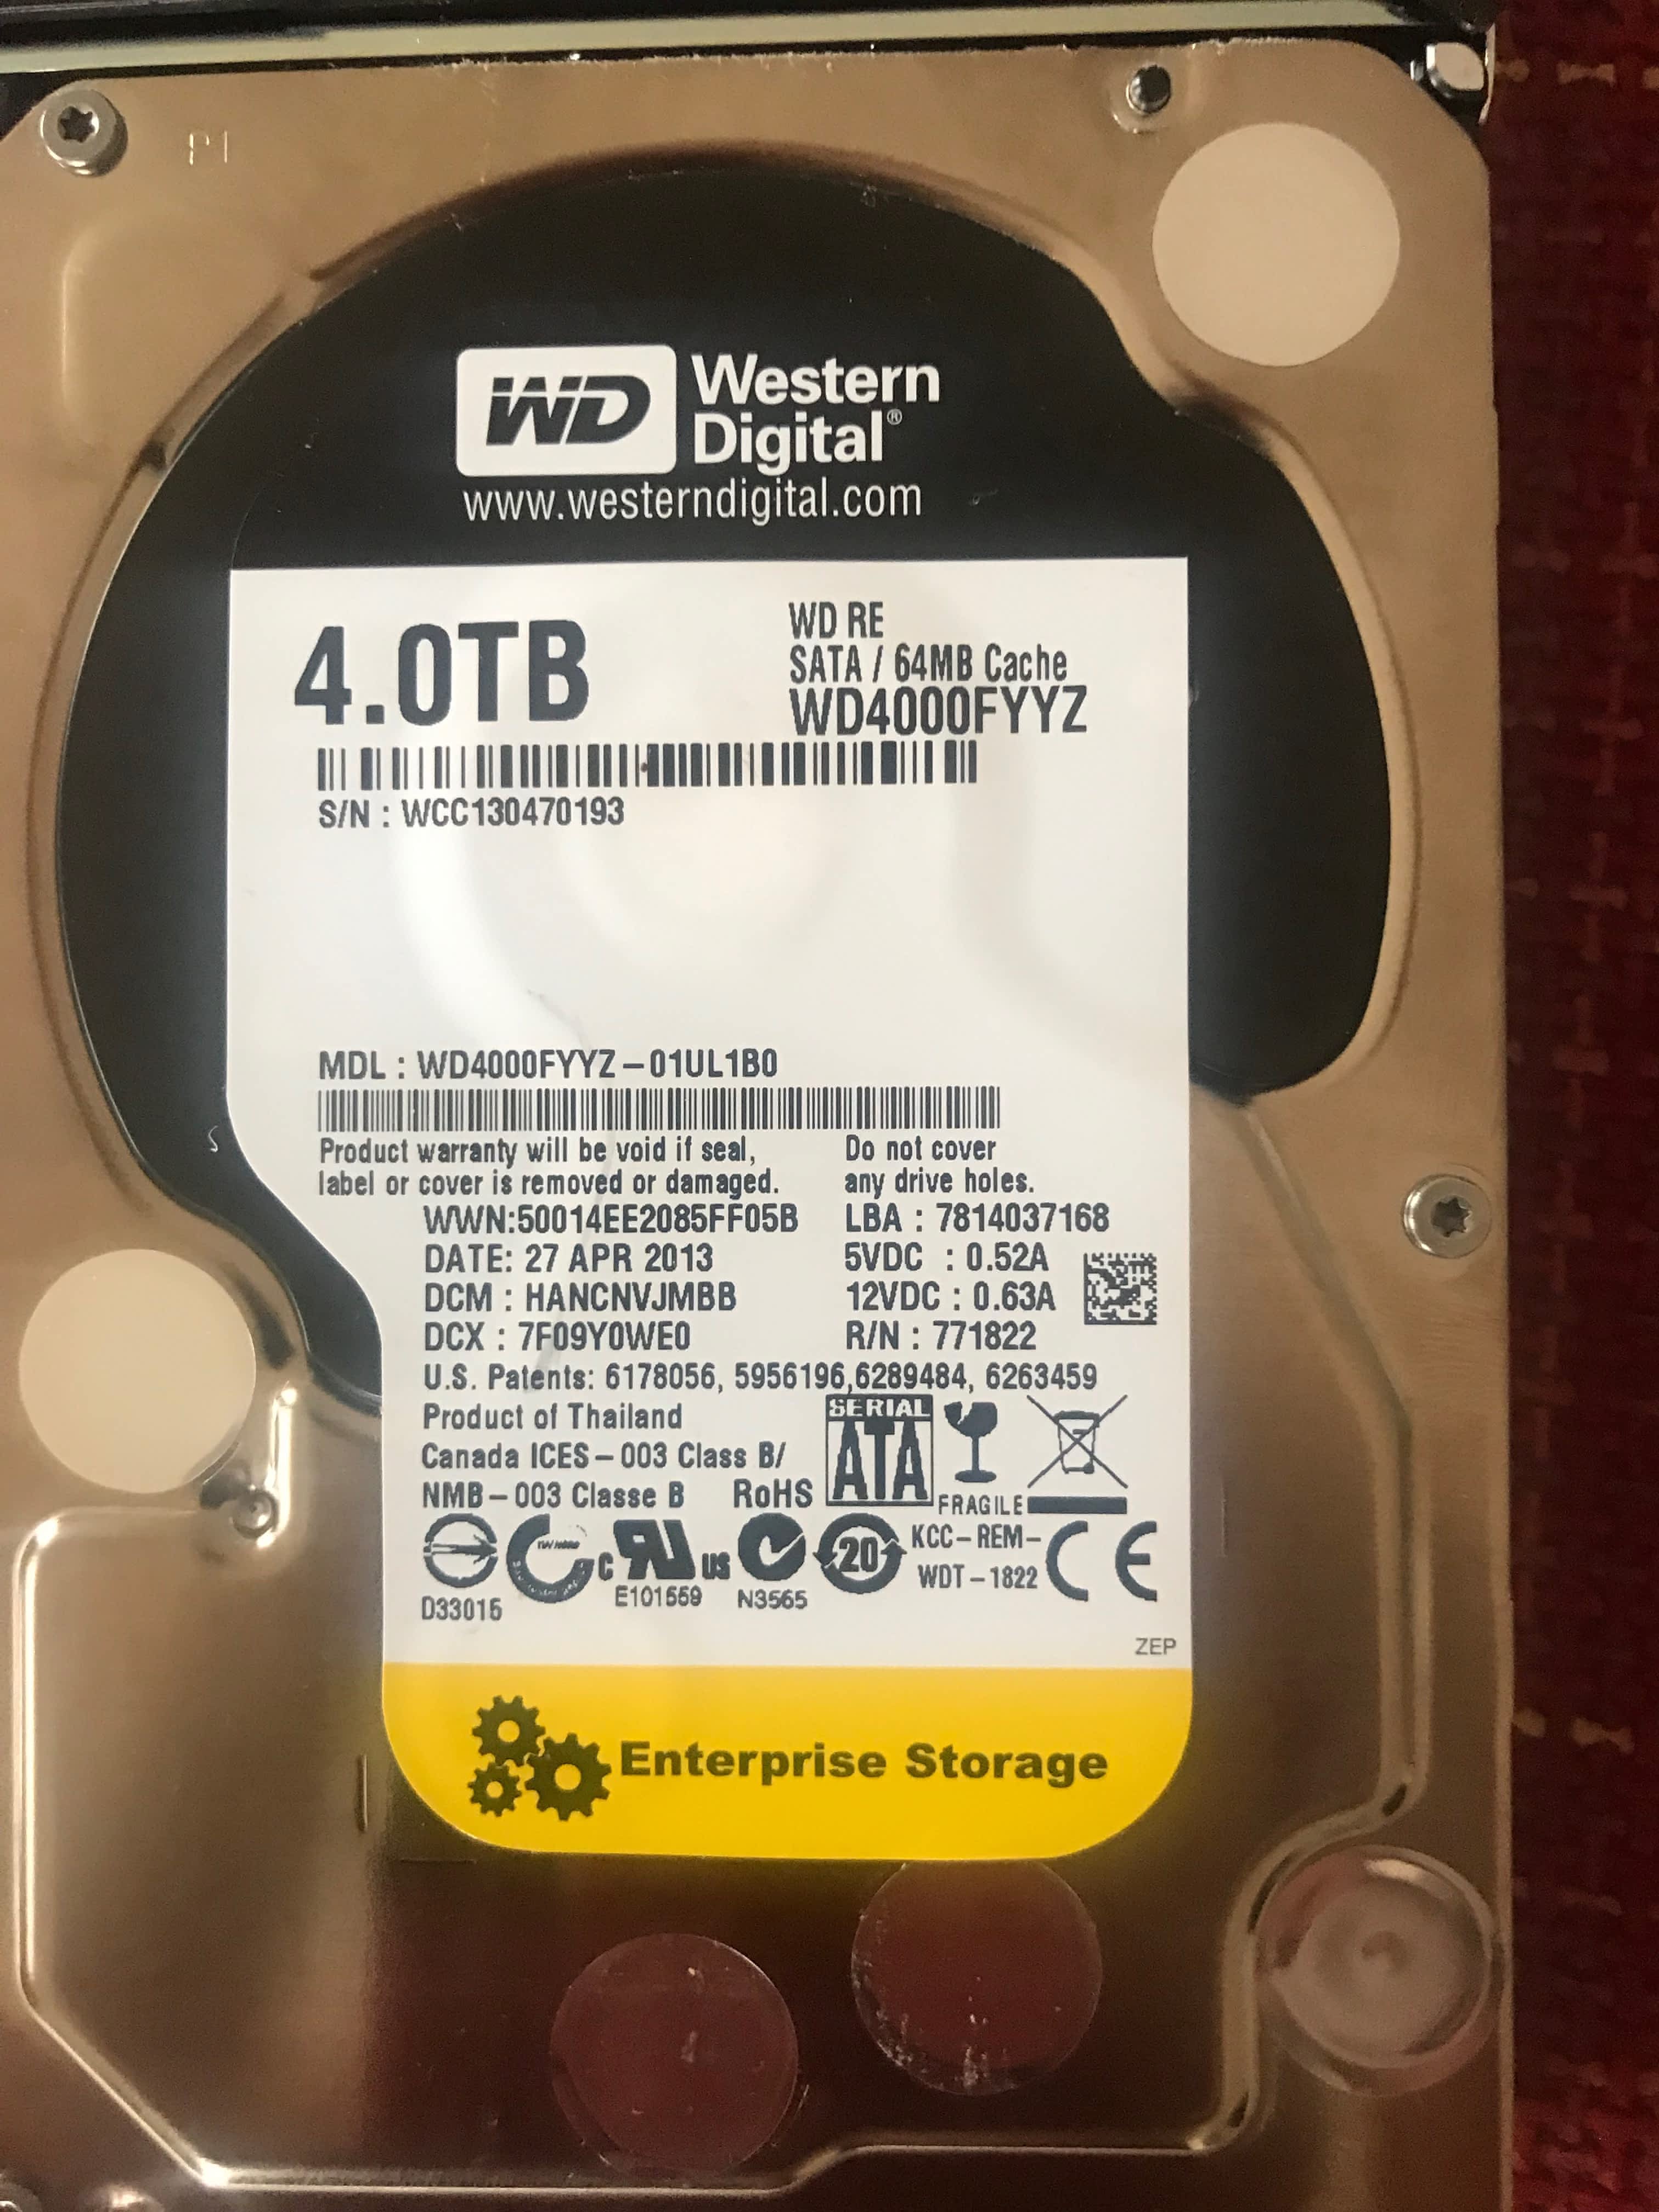 P1
WD Western
Digital®
www.westerndigital.com
4.0TB
WD RE
SATA / 64MB Cache
WD4000FYYZ
S/N : WCC130470193
MDL : WD4000FYYZ-01UL1B0
Product warranty will be void if seal,
label or cover is removed or damaged.
Do not cover
any drive holes.
WWN:50014EE2085FF05B
DATE: 27 APR 2013
DCM : HANCNVJMBB
DCX : 7F09Y0WE0
LBA : 7814037168
5VDC : 0.52A
12VDC : 0.63A
R/N : 771822
U.S. Patents: 6178056, 5956196,6289484, 6263459
Product of Thailand
Canada ICES-003 Class B/
NMB-003 Classe B RoHS
SERIAL
ATA
FRAGILE
D33015
C UR US
E101559
N3565
20
KCC-REM-
WDT-1822
CE
ZEP
Enterprise Storage